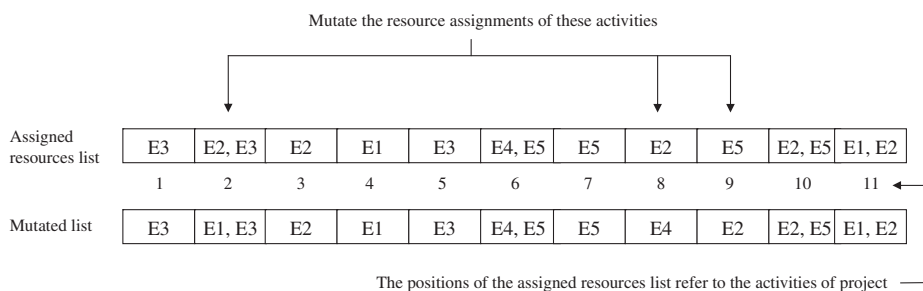 Mutate the resource assignments of these activities
Assigned
resources list
E3 E2, E3 E2 E1 E3 E4, E5 E5 E2 E5 E2, E5 E1, E2
1 2 3 4 5 6 7 8 9 10 11
Mutated list
E3 E1, E3 E2 E1 E3 E4, E5 E5 E4 E2 E2, E5 E1, E2
The positions of the assigned resources list refer to the activities of project